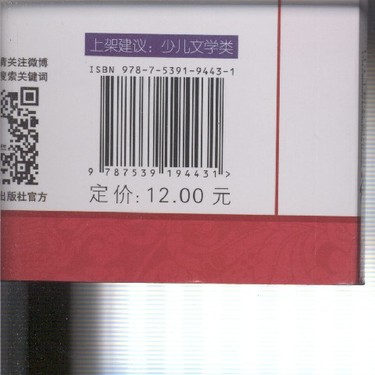 上架建议：少儿文学类
请关注微博
搜索关键词
ISBN 978-7-5391-9443-1
9 787539 194431 >
出版社官方
定价: 12.00 元